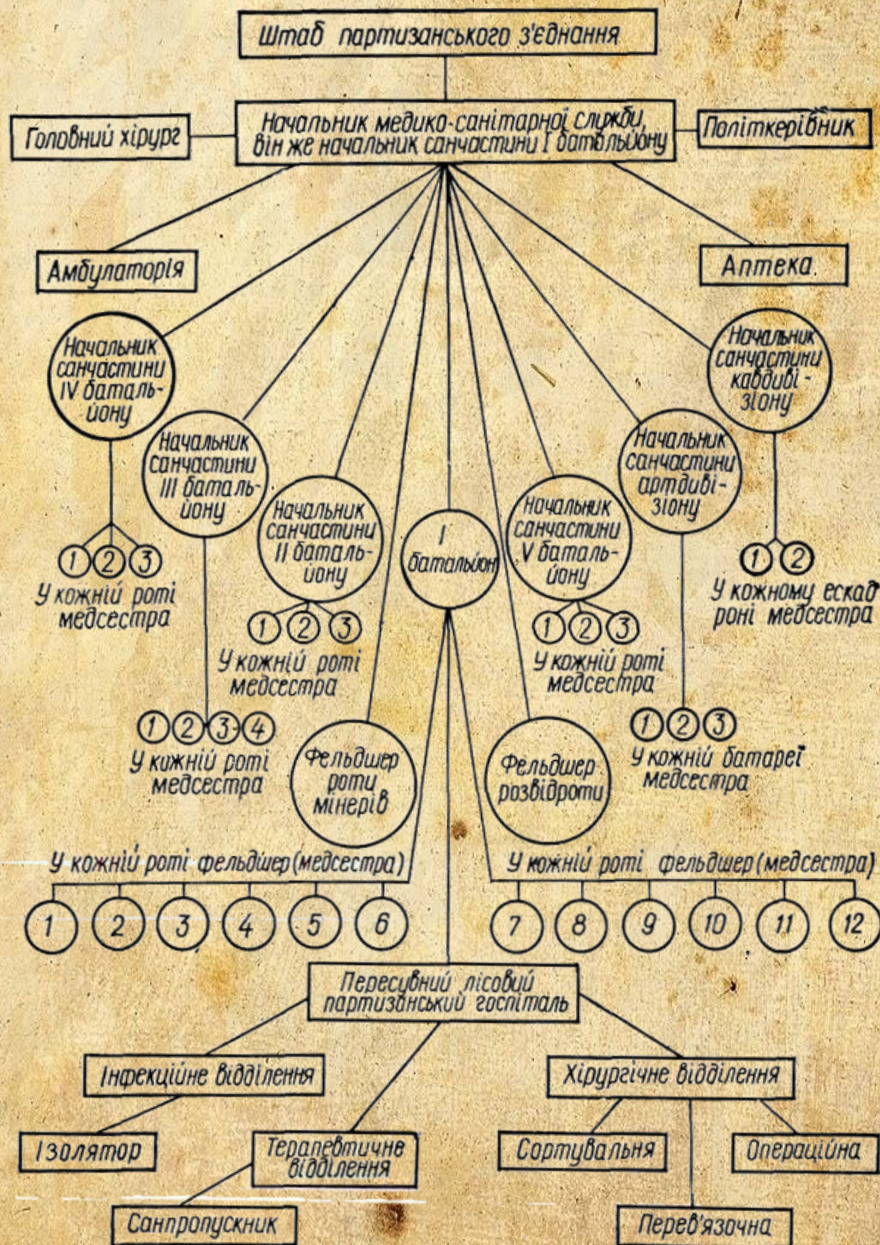 Штаб партизанського з'єднання
Головний хірург
Начальник медико-санітарної служби,
він же начальник санчастини I батальйону
Політкерівник
Амбулаторія
Аптека
Начальник
санчастини
IV баталь-
йону
Начальник
санчастини
III баталь-
йону
Начальник
санчастини
II баталь-
йону
I
батальйон
Начальник
санчастини
V баталь-
йону
Начальник
санчастини
артдиві-
зіону
Начальник
санчастини
кавдиві-
зіону
1 2 3
У кожній роті
медсестра
1 2 3 4
У кожній роті
медсестра
1 2 3
У кожній роті
медсестра
1 2 3
У кожній роті
медсестра
1 2 3
У кожній батареї
медсестра
1 2
У кожному ескад
роні медсестра
Фельдшер
роти
мінерів
Фельдшер
розвідроти
У кожній роті фельдшер (медсестра)
1 2 3 4 5 6
У кожній роті фельдшер (медсестра)
7 8 9 10 11 12
Пересувний лісовий
партизанський госпіталь
Інфекційне відділення
Хірургічне відділення
Ізолятор
Терапевтичне
відділення
Сортувальня
Операційна
Санпропускник
Перев'язочна